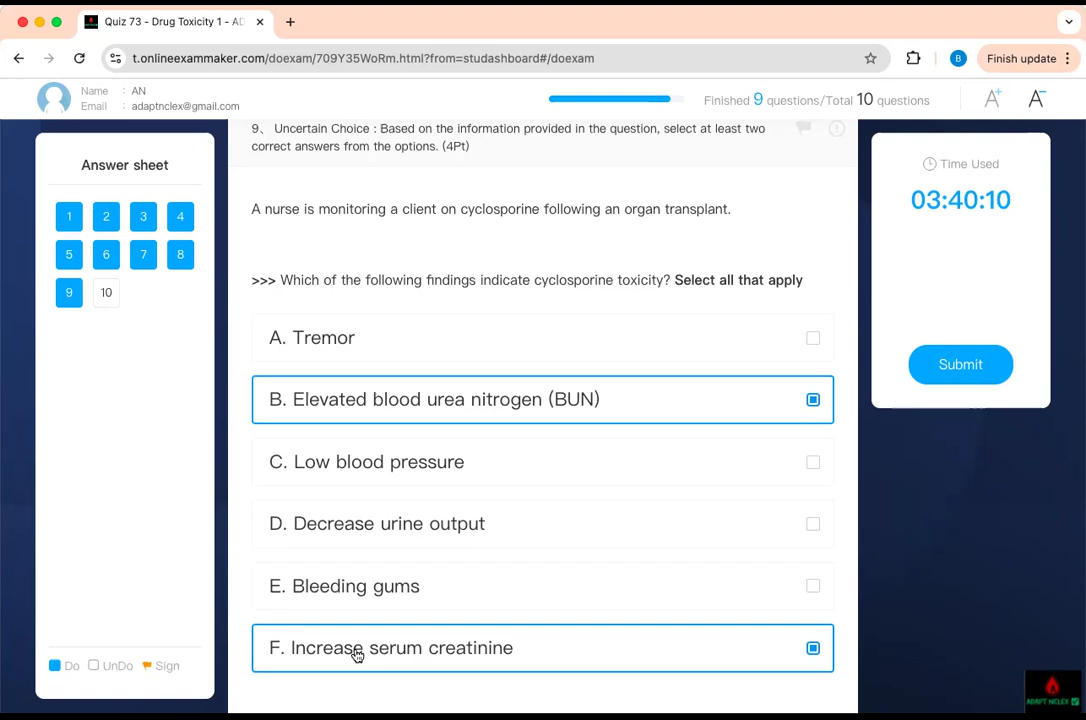 Quiz 73 - Drug Toxicity 1 - AD
t.onlineexammaker.com/doexam/709Y35WoRm.html?from=studashboard#/doexam
B
Finish update
Name : AN
Email : adaptnclex@gmail.com
Finished 9 questions/Total 10 questions
A+
A-
Answer sheet
1 2 3 4
5 6 7 8
9 10
Do UnDo Sign
9、 Uncertain Choice : Based on the information provided in the question, select at least two
correct answers from the options. (4Pt)
A nurse is monitoring a client on cyclosporine following an organ transplant.
>>> Which of the following findings indicate cyclosporine toxicity? Select all that apply
A. Tremor
B. Elevated blood urea nitrogen (BUN)
C. Low blood pressure
D. Decrease urine output
E. Bleeding gums
F. Increase serum creatinine
Time Used
03:40:10
Submit
ADAPT NCLEX